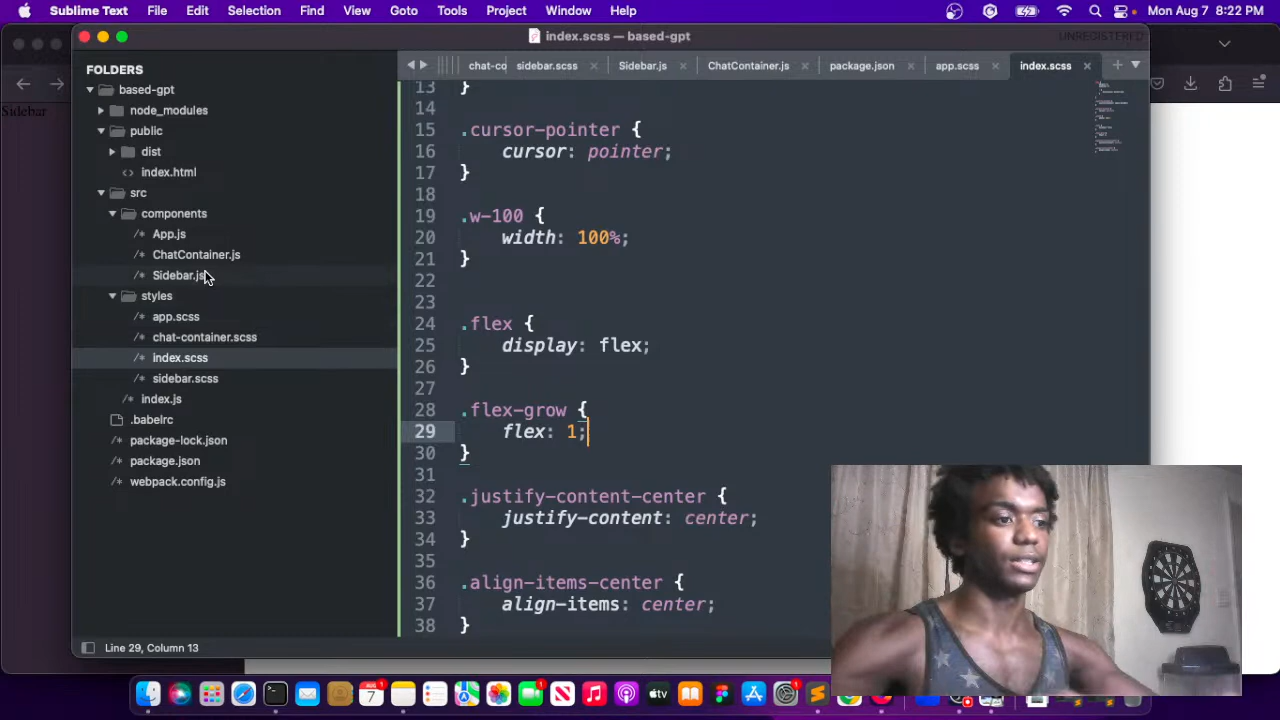 Sublime Text File Edit Selection Find View Goto Tools Project Window Help Mon Aug 7 8:22 PM
index.scss — based-gpt UNREGISTERED
FOLDERS
based-gpt
node_modules
public
dist
index.html
src
components
App.js
ChatContainer.js
Sidebar.js
styles
app.scss
chat-container.scss
index.scss
sidebar.scss
index.js
.babelrc
package-lock.json
package.json
webpack.config.js
Sidebar
chat-co sidebar.scss Sidebar.js ChatContainer.js package.json app.scss index.scss
13 }
14
15 .cursor-pointer {
16 cursor: pointer;
17 }
18
19 .w-100 {
20 width: 100%;
21 }
22
23
24 .flex {
25 display: flex;
26 }
27
28 .flex-grow {
29 flex: 1;
30 }
31
32 .justify-content-center {
33 justify-content: center;
34 }
35
36 .align-items-center {
37 align-items: center;
38 }
Line 29, Column 13